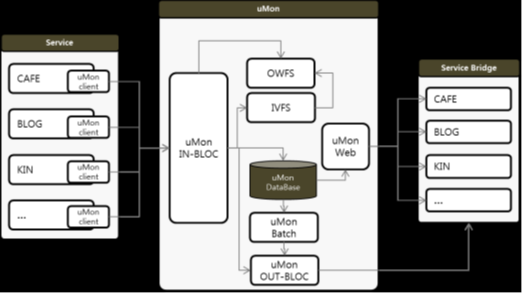 uMon
Service
CAFE
uMon
client
BLOG
uMon
client
KIN
uMon
client
...
uMon
client
uMon
IN-BLOC
OWFS
IVFS
uMon
DataBase
uMon
Web
uMon
Batch
uMon
OUT-BLOC
Service Bridge
CAFE
BLOG
KIN
...